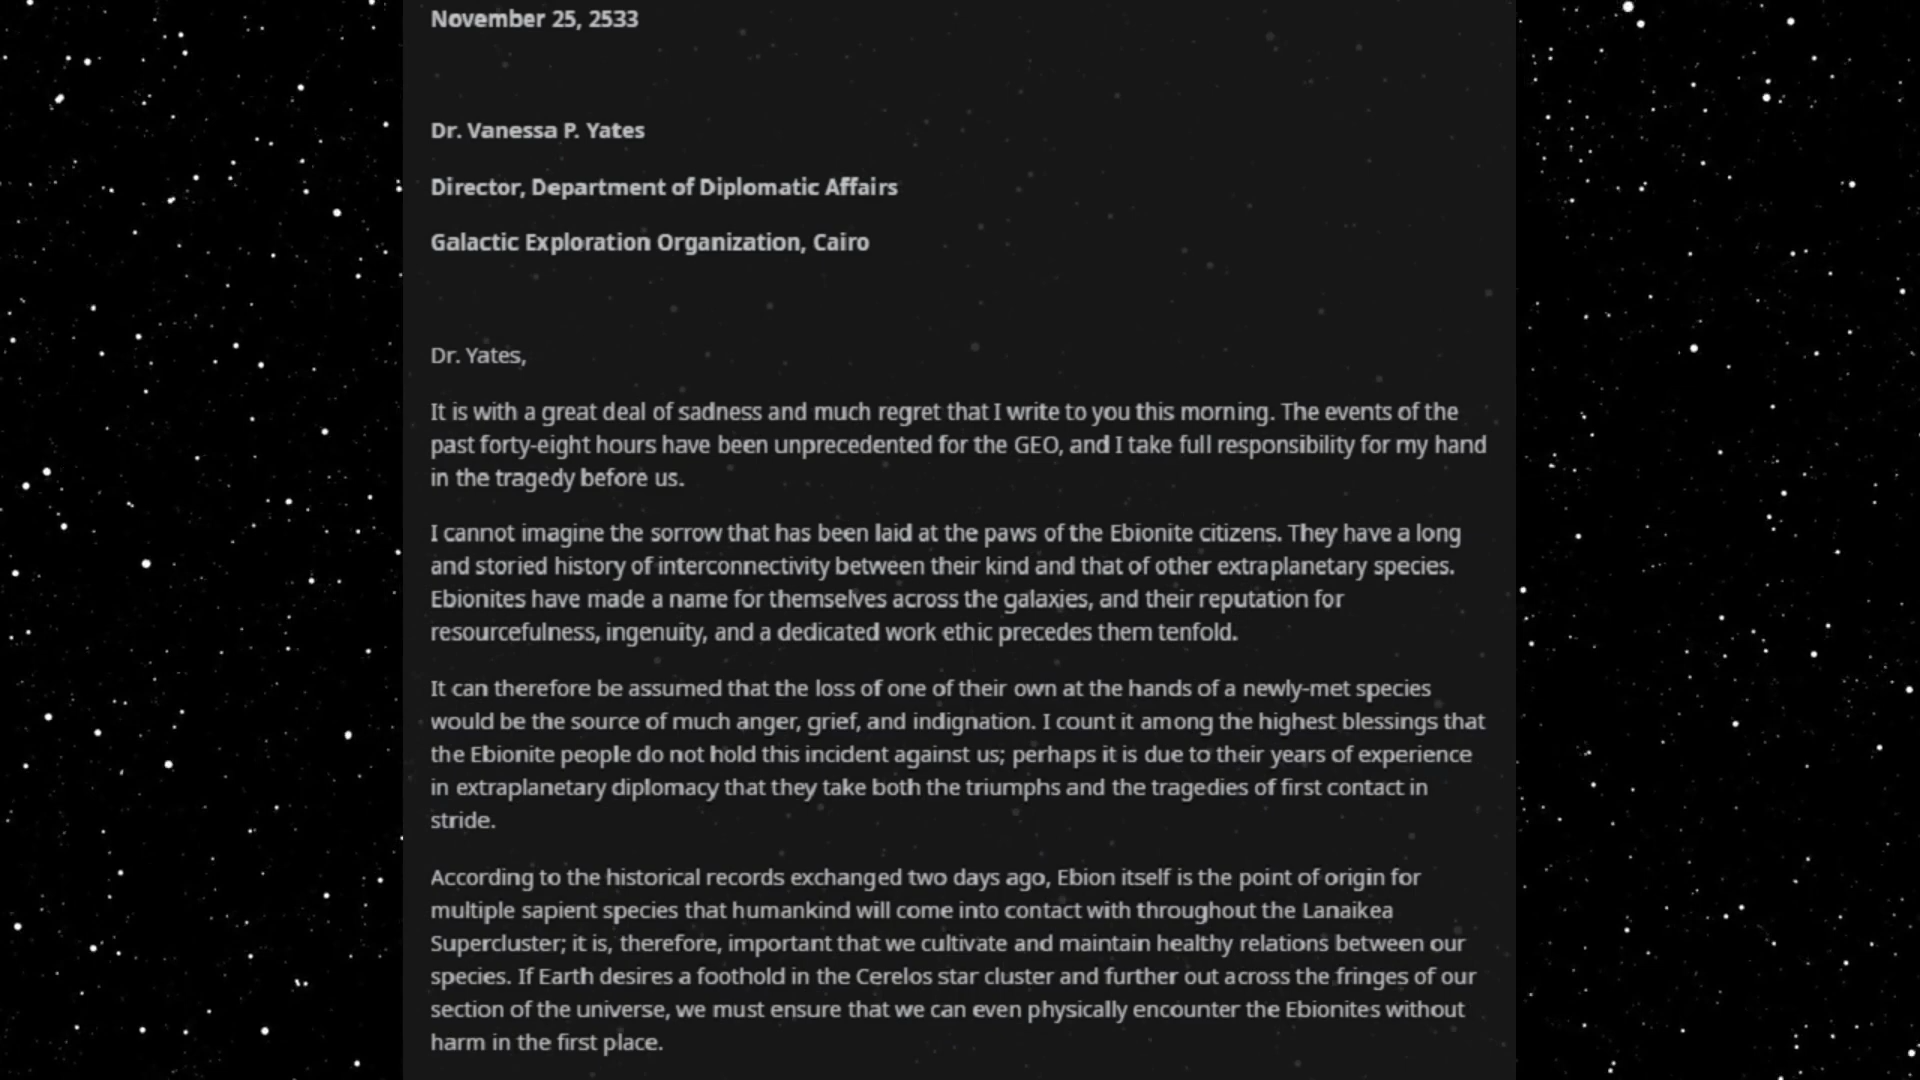 November 25, 2533
Dr. Vanessa P. Yates
Director, Department of Diplomatic Affairs
Galactic Exploration Organization, Cairo
Dr. Yates,
It is with a great deal of sadness and much regret that I write to you this morning. The events of the
past forty-eight hours have been unprecedented for the GEO, and I take full responsibility for my hand
in the tragedy before us.
I cannot imagine the sorrow that has been laid at the paws of the Ebionite citizens. They have a long
and storied history of interconnectivity between their kind and that of other extraplanetary species.
Ebionites have made a name for themselves across the galaxies, and their reputation for
resourcefulness, ingenuity, and a dedicated work ethic precedes them tenfold.
It can therefore be assumed that the loss of one of their own at the hands of a newly-met species
would be the source of much anger, grief, and indignation. I count it among the highest blessings that
the Ebionite people do not hold this incident against us; perhaps it is due to their years of experience
in extraplanetary diplomacy that they take both the triumphs and the tragedies of first contact in
stride.
According to the historical records exchanged two days ago, Ebion itself is the point of origin for
multiple sapient species that humankind will come into contact with throughout the Lanaikea
Supercluster; it is, therefore, important that we cultivate and maintain healthy relations between our
species. If Earth desires a foothold in the Cerelos star cluster and further out across the fringes of our
section of the universe, we must ensure that we can even physically encounter the Ebionites without
harm in the first place.